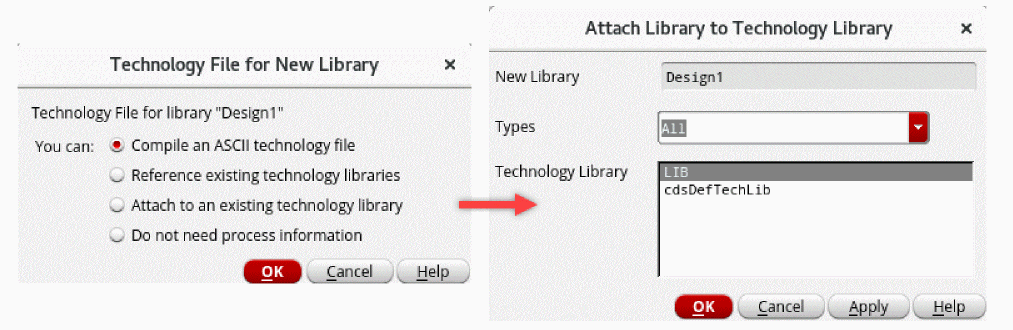 Technology File for New Library ×
Technology File for library "Design1"
You can: Compile an ASCII technology file
Reference existing technology libraries
Attach to an existing technology library
Do not need process information
OK Cancel Help
Attach Library to Technology Library ×
New Library Design1
Types All
Technology Library LIB
cdsDefTechLib
OK Cancel Apply Help